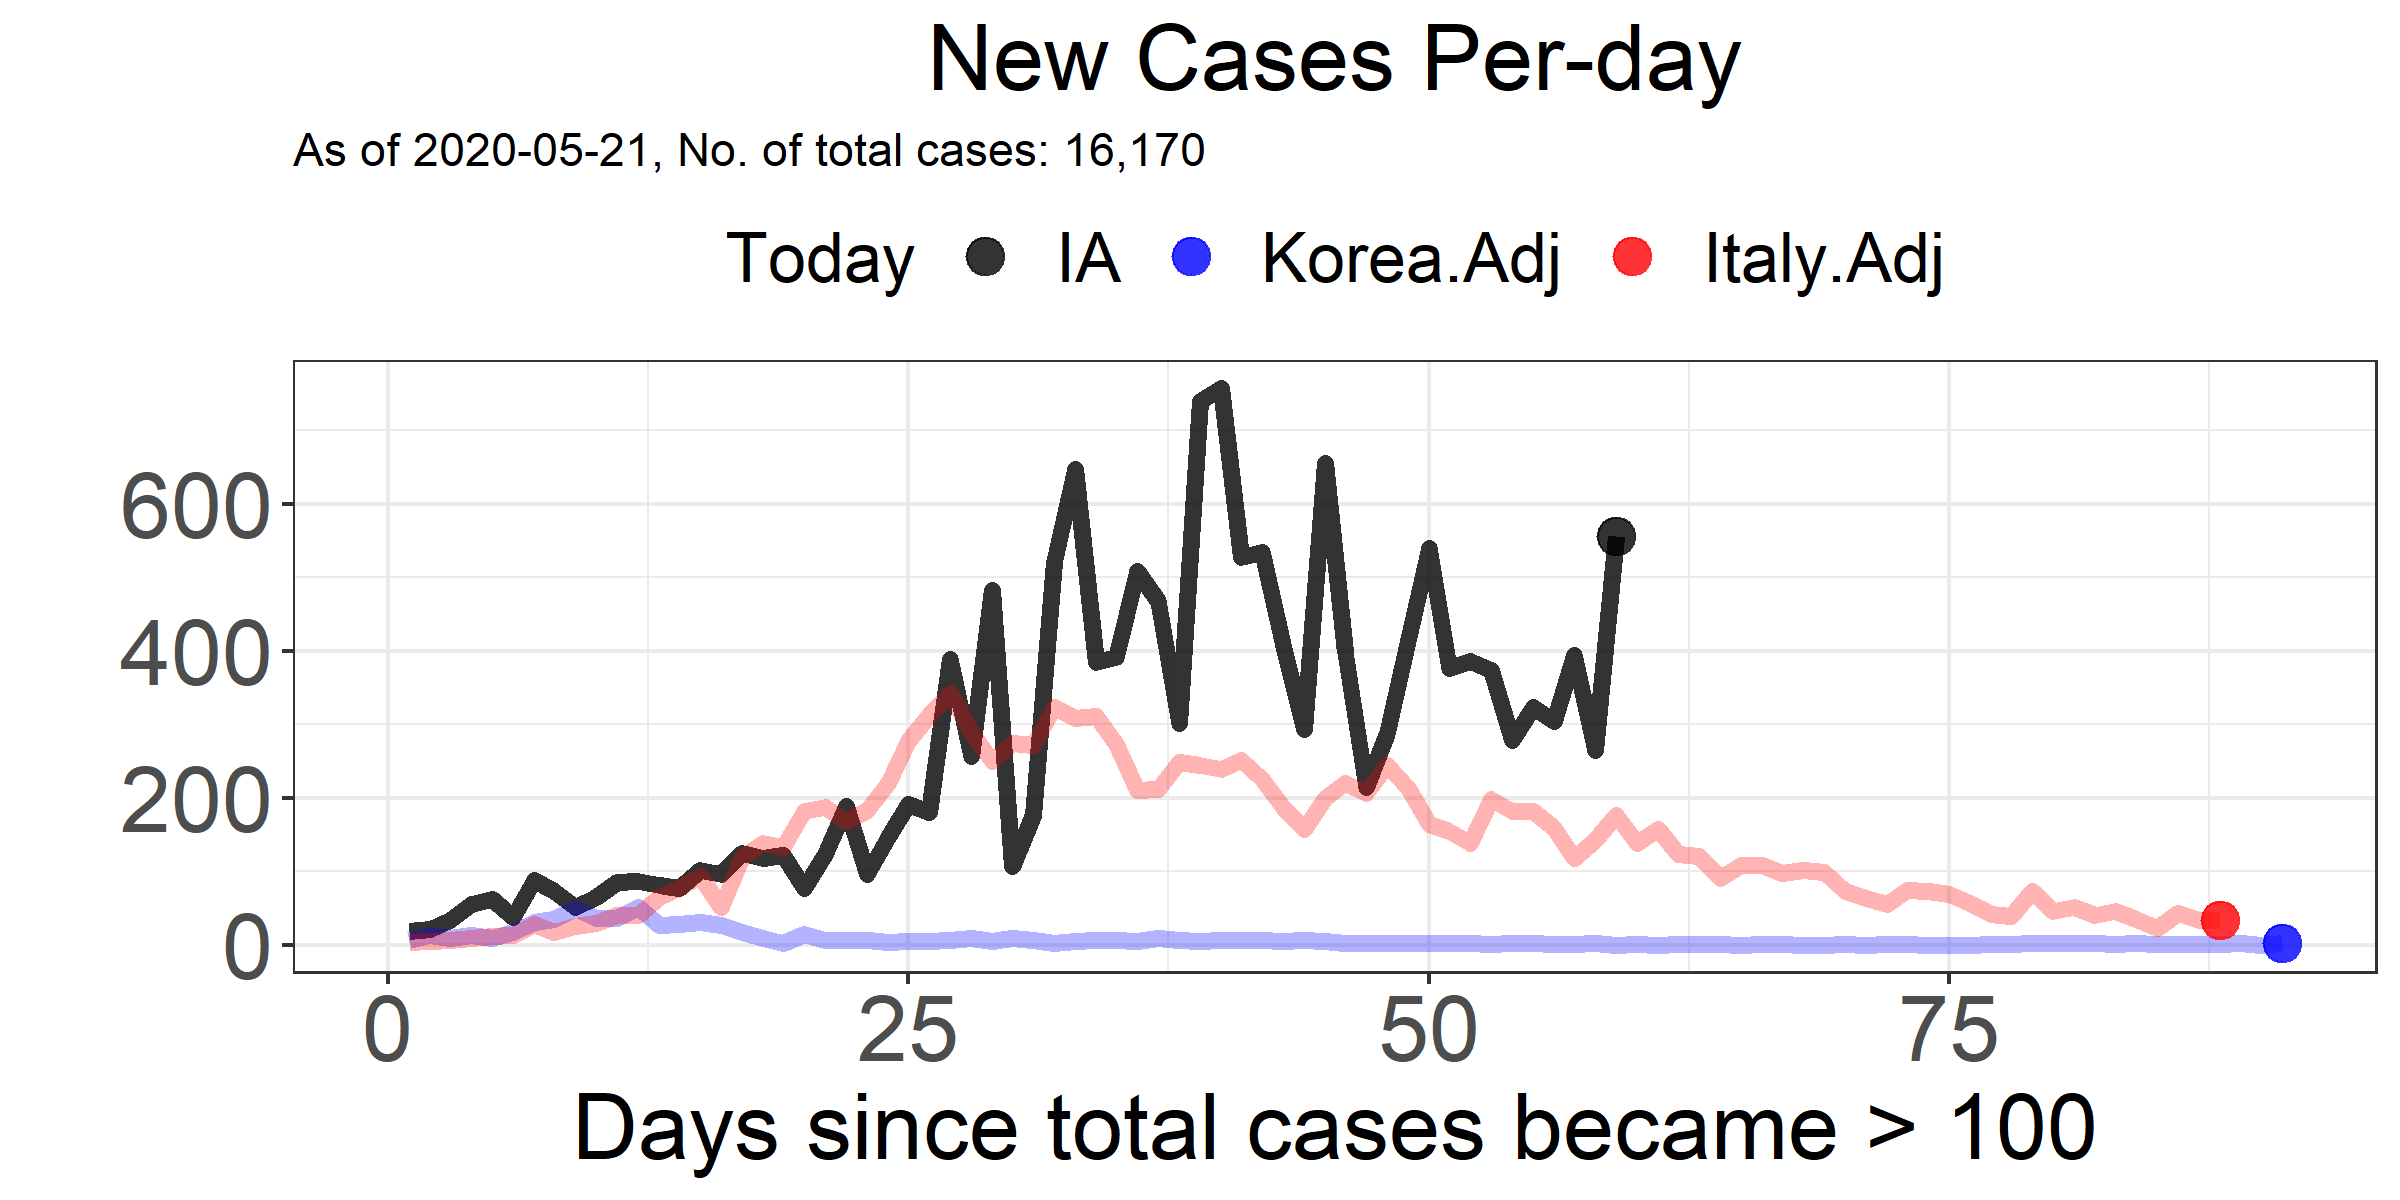 New Cases Per-day
As of 2020-05-21, No. of total cases: 16,170
Today IA Korea.Adj Italy.Adj
600
400
200
0
0 25 50 75
Days since total cases became > 100